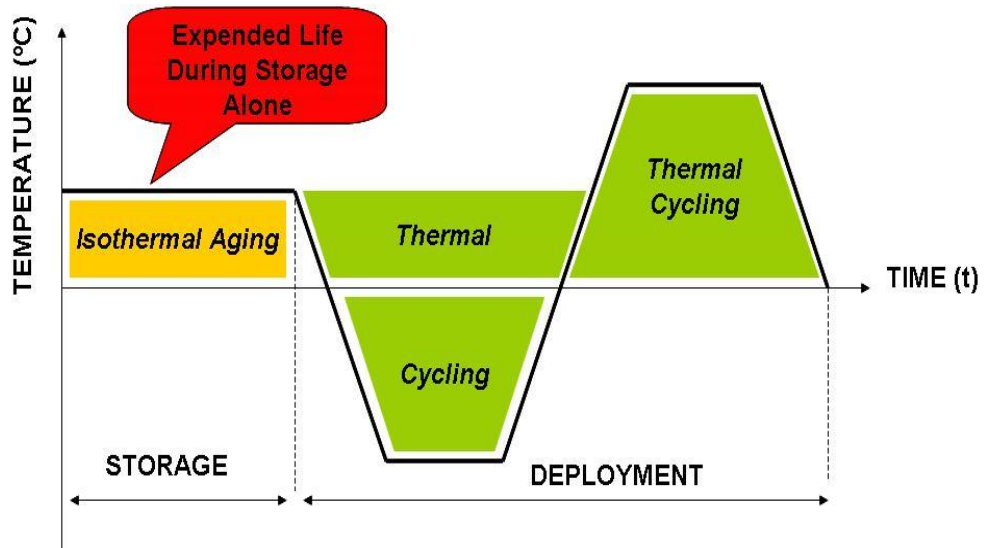 TEMPERATURE (ºC)
Expended Life
During Storage
Alone
Isothermal Aging
Thermal
Cycling
Thermal
Cycling
TIME (t)
STORAGE
DEPLOYMENT